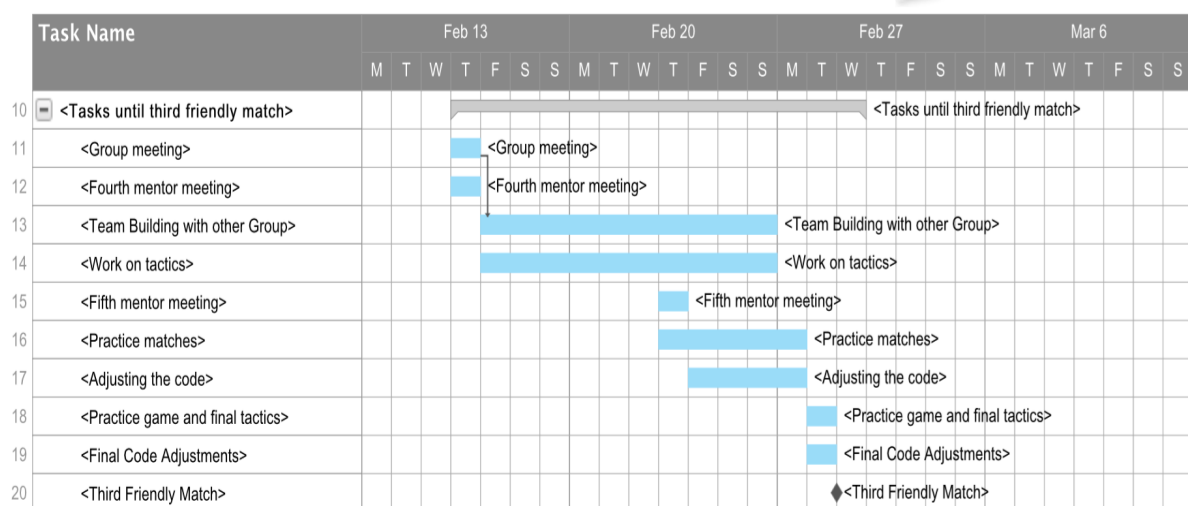 Task Name
Feb 13 Feb 20 Feb 27 Mar 6
M T W T F S S M T W T F S S M T W T F S S M T W T F S S
10 <Tasks until third friendly match> <Tasks until third friendly match>
11 <Group meeting> <Group meeting>
12 <Fourth mentor meeting> <Fourth mentor meeting>
13 <Team Building with other Group> <Team Building with other Group>
14 <Work on tactics> <Work on tactics>
15 <Fifth mentor meeting> <Fifth mentor meeting>
16 <Practice matches> <Practice matches>
17 <Adjusting the code> <Adjusting the code>
18 <Practice game and final tactics> <Practice game and final tactics>
19 <Final Code Adjustments> <Final Code Adjustments>
20 <Third Friendly Match> <Third Friendly Match>